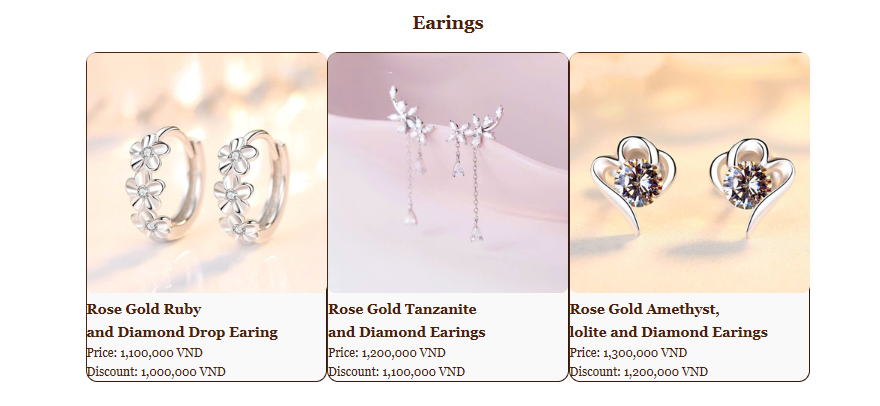 Earings
Rose Gold Ruby
and Diamond Drop Earing
Price: 1,100,000 VND
Discount: 1,000,000 VND
Rose Gold Tanzanite
and Diamond Earings
Price: 1,200,000 VND
Discount: 1,100,000 VND
Rose Gold Amethyst,
lolite and Diamond Earings
Price: 1,300,000 VND
Discount: 1,200,000 VND